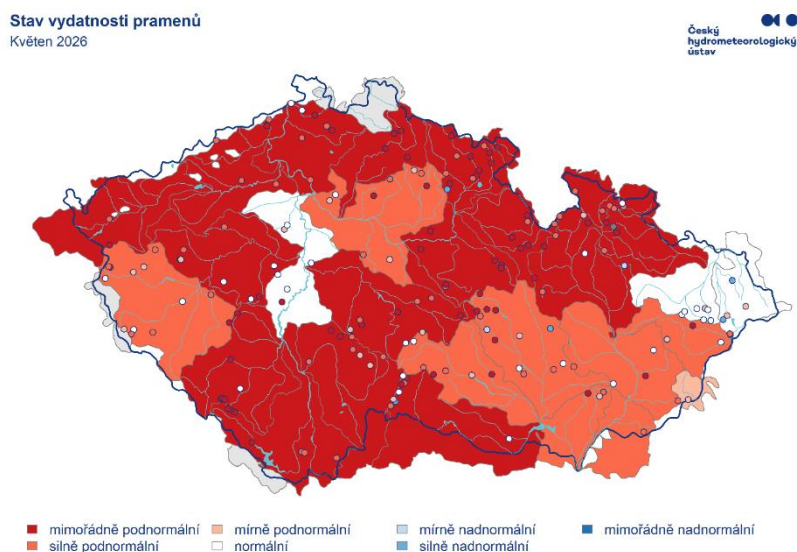 Stav vydatnosti pramenů
Květen 2026
Český
hydrometeorologický
ústav
mimořádně podnormální
mírně podnormální
mírně nadnormální
mimořádně nadnormální
silně podnormální
normální
silně nadnormální